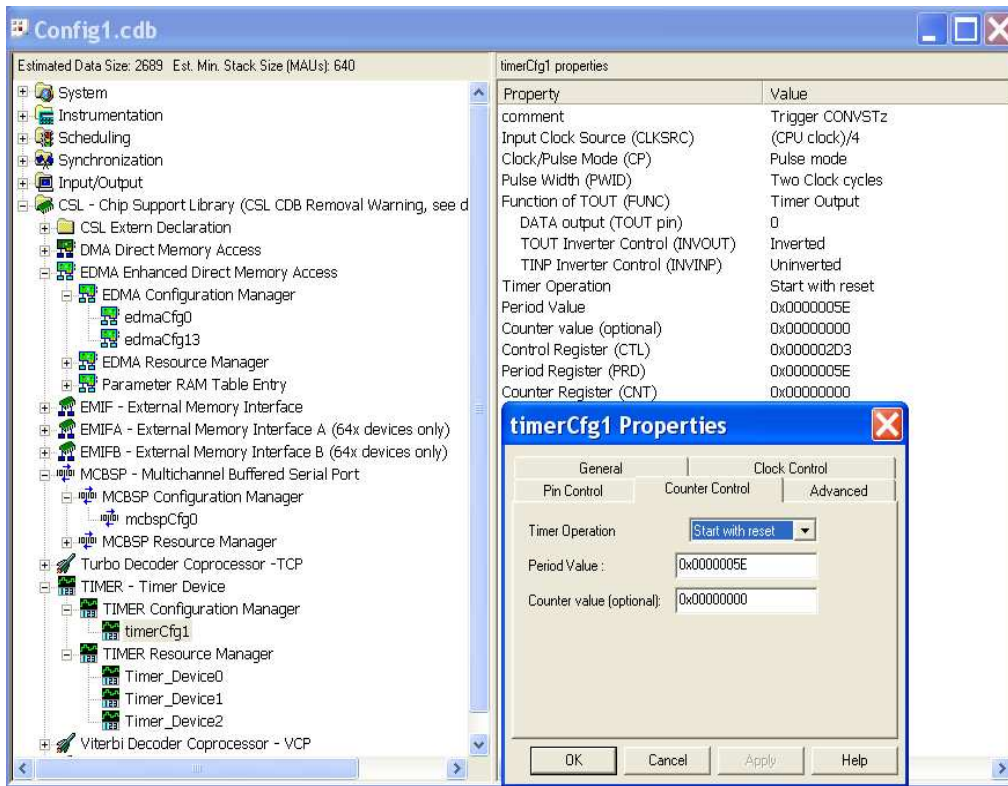 Config1.cdb
Estimated Data Size: 2689 Est. Min. Stack Size (MAUs): 640
System
Instrumentation
Scheduling
Synchronization
Input/Output
CSL - Chip Support Library (CSL CDB Removal Warning, see d
CSL Extern Declaration
DMA Direct Memory Access
EDMA Enhanced Direct Memory Access
EDMA Configuration Manager
edmaCfg0
edmaCfg13
EDMA Resource Manager
Parameter RAM Table Entry
EMIF - External Memory Interface
EMIFA - External Memory Interface A (64x devices only)
EMIFB - External Memory Interface B (64x devices only)
MCBSP - Multichannel Buffered Serial Port
MCBSP Configuration Manager
mcbspCfg0
MCBSP Resource Manager
Turbo Decoder Coprocessor -TCP
TIMER - Timer Device
TIMER Configuration Manager
timerCfg1
TIMER Resource Manager
Timer_Device0
Timer_Device1
Timer_Device2
Viterbi Decoder Coprocessor - VCP
timerCfg1 properties
Property Value
comment Trigger CONVSTz
Input Clock Source (CLKSRC) (CPU clock)/4
Clock/Pulse Mode (CP) Pulse mode
Pulse Width (PWID) Two Clock cycles
Function of TOUT (FUNC) Timer Output
DATA output (TOUT pin) 0
TOUT Inverter Control (INVOUT) Inverted
TINP Inverter Control (INVINP) Uninverted
Timer Operation Start with reset
Period Value 0x0000005E
Counter value (optional) 0x00000000
Control Register (CTL) 0x000002D3
Period Register (PRD) 0x0000005E
Counter Register (CNT) 0x00000000
timerCfg1 Properties
General Clock Control
Pin Control Counter Control Advanced
Timer Operation Start with reset
Period Value : 0x0000005E
Counter value (optional): 0x00000000
OK Cancel Apply Help